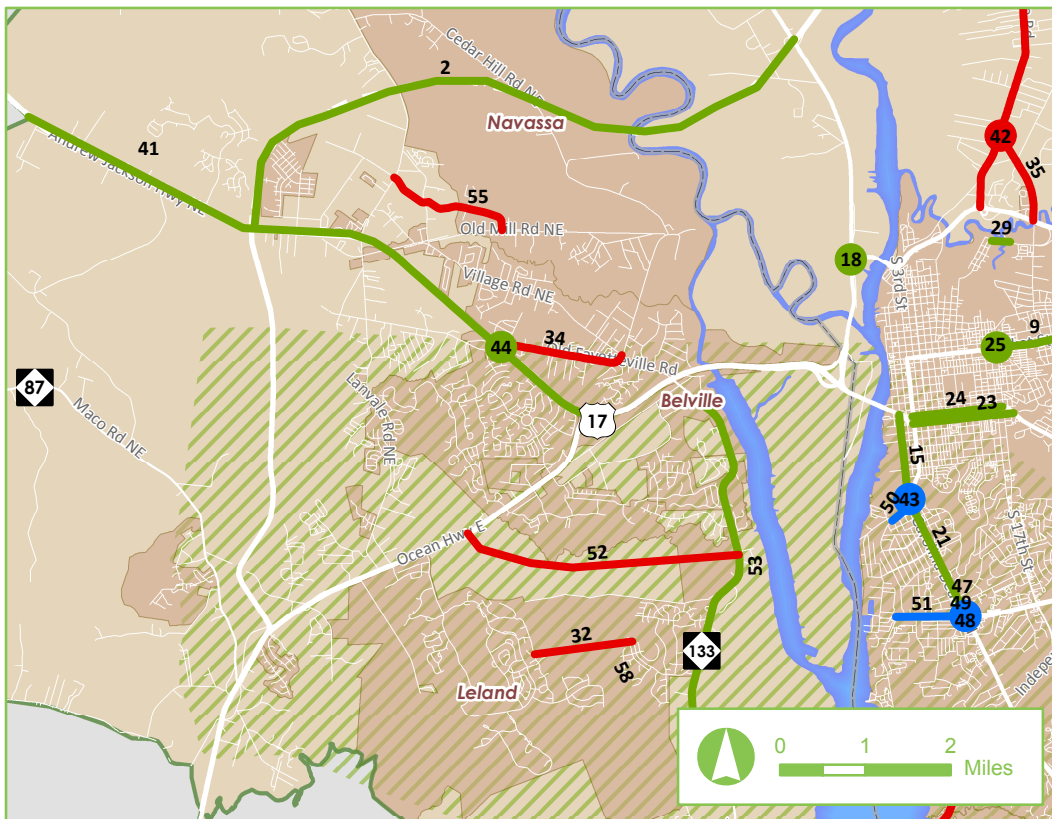 Rd
2
Cedar Hill Rd NE
Navassa
42
41
Andrew Jackson Hwy NE
35
55
Old Mill Rd NE
29
18
S 3rd St
Village Rd NE
9
44
34
Old Fayetteville Rd
25
87
Lanvale Rd NE
Maco Rd NE
Belville
17
24
23
15
50
43
S 17th St
21
Ocean Hwy E
52
53
47
49
48
51
32
58
133
Leland
0 1 2
Miles